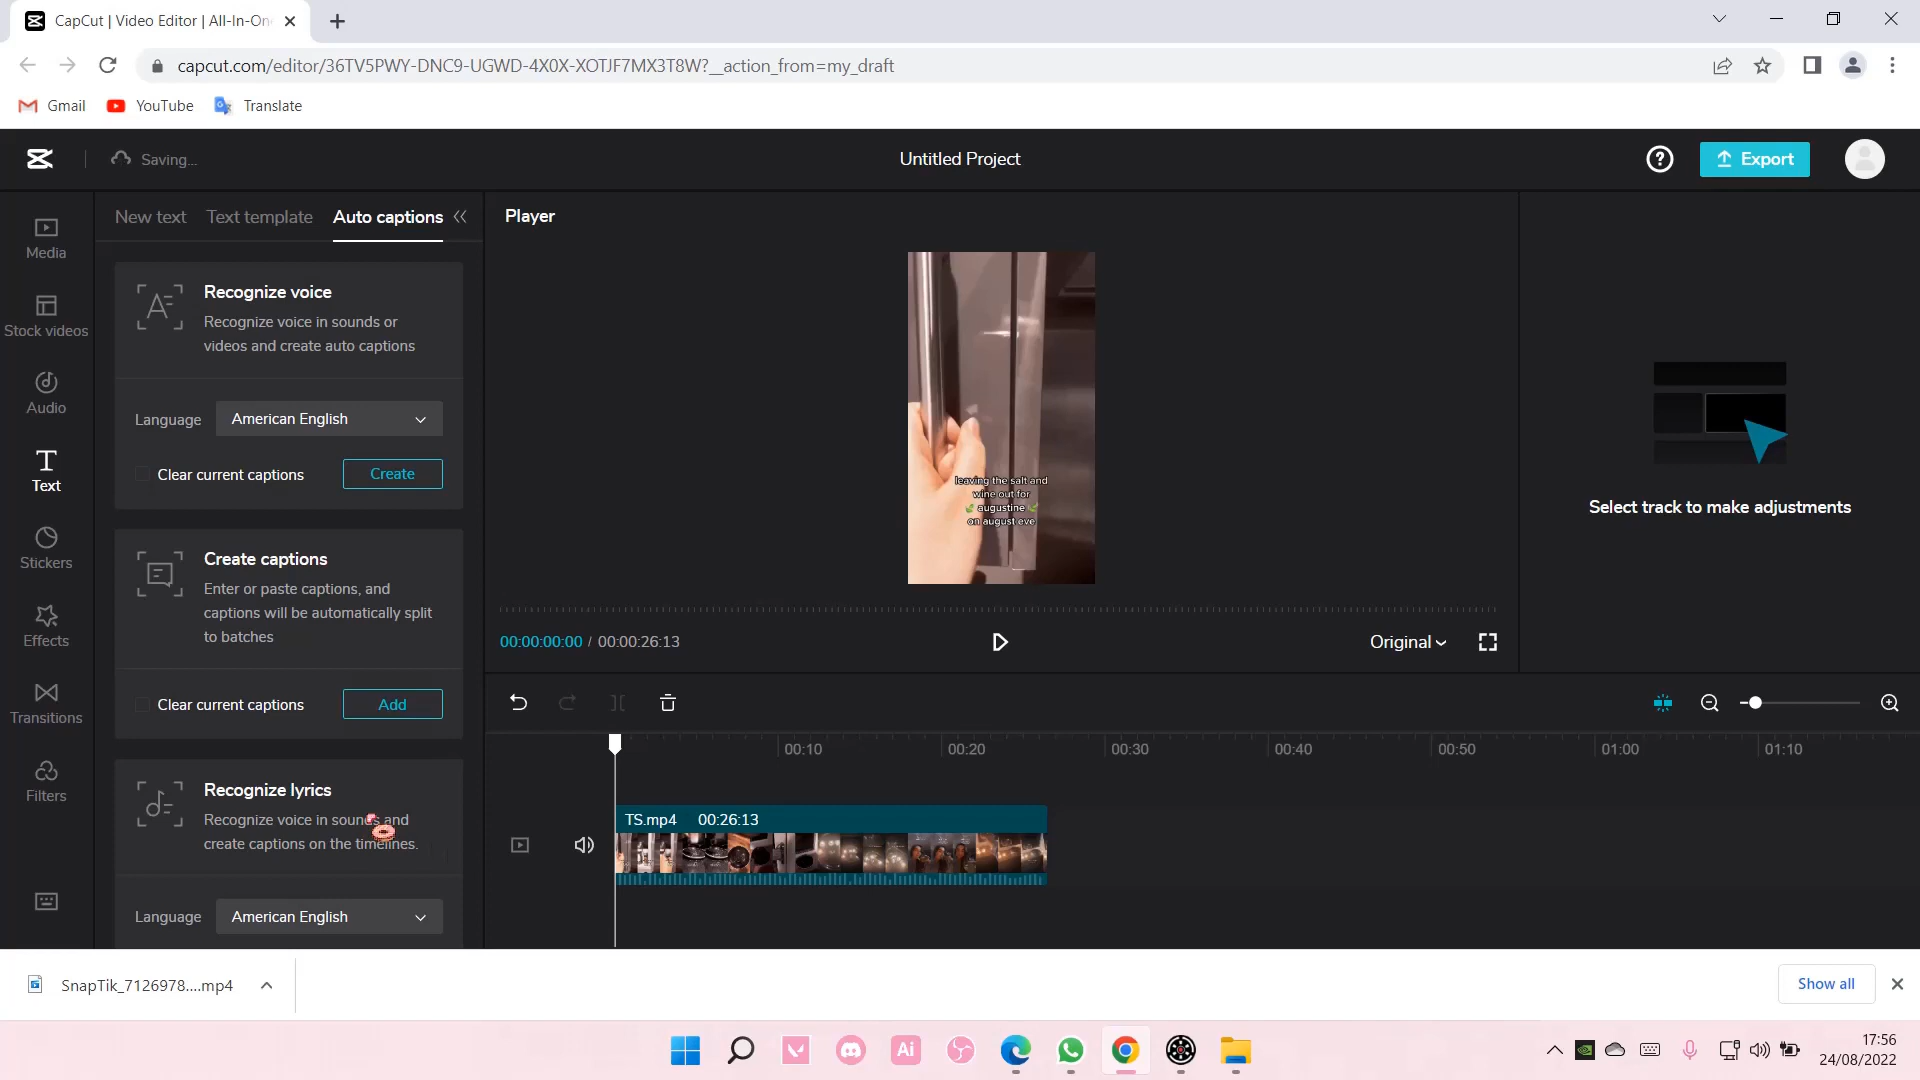 CapCut | Video Editor | All-In-On
capcut.com/editor/36TV5PWY-DNC9-UGWD-4X0X-XOTJF7MX3T8W?__action_from=my_draft
Gmail
YouTube
Translate
Saving...
Untitled Project
Export
Media
Stock videos
Audio
Text
Stickers
Effects
Transitions
Filters
New text
Text template
Auto captions
Recognize voice
Recognize voice in sounds or
videos and create auto captions
Language
American English
Clear current captions
Create
Create captions
Enter or paste captions, and
captions will be automatically split
to batches
Clear current captions
Add
Recognize lyrics
Recognize voice in sounds and
create captions on the timelines.
Language
American English
Player
leaving the salt and
wine out for
augustine
on august eve
00:00:00:00 / 00:00:26:13
Original
Select track to make adjustments
00:10
00:20
00:30
00:40
00:50
01:00
01:10
TS.mp4 00:26:13
SnapTik_7126978....mp4
Show all
Ai
17:56
24/08/2022